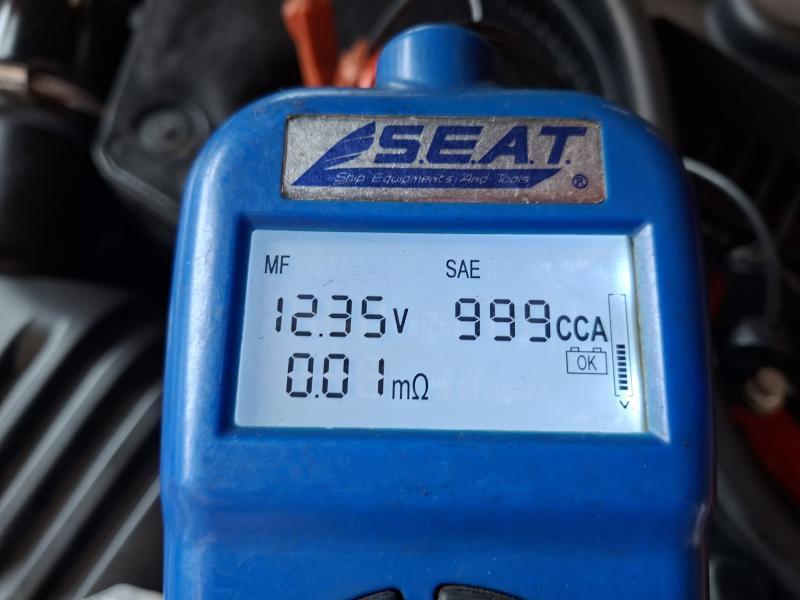 S.E.A.T.
Ship Equipments And Tools ®
MF SAE
12.35V 999CCA
OK
0.01mΩ